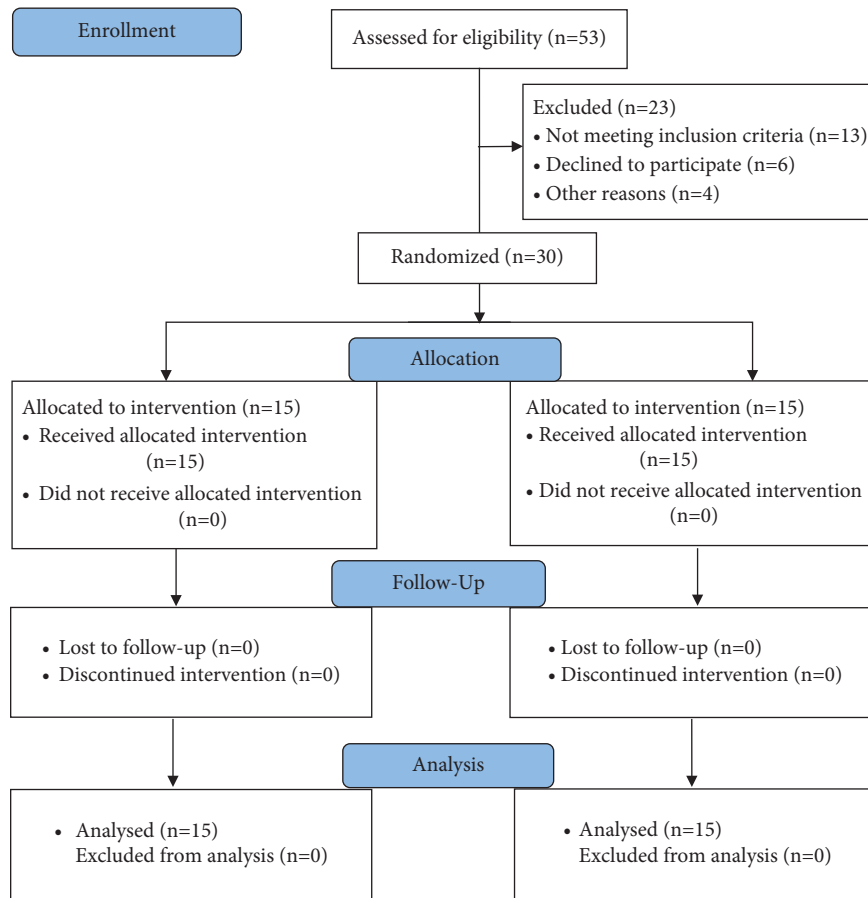 Enrollment
Assessed for eligibility (n=53)
Excluded (n=23)
• Not meeting inclusion criteria (n=13)
• Declined to participate (n=6)
• Other reasons (n=4)
Randomized (n=30)
Allocation
Allocated to intervention (n=15)
• Received allocated intervention
(n=15)
• Did not receive allocated intervention
(n=0)
Allocated to intervention (n=15)
• Received allocated intervention
(n=15)
• Did not receive allocated intervention
(n=0)
Follow-Up
• Lost to follow-up (n=0)
• Discontinued intervention (n=0)
• Lost to follow-up (n=0)
• Discontinued intervention (n=0)
Analysis
• Analysed (n=15)
Excluded from analysis (n=0)
• Analysed (n=15)
Excluded from analysis (n=0)